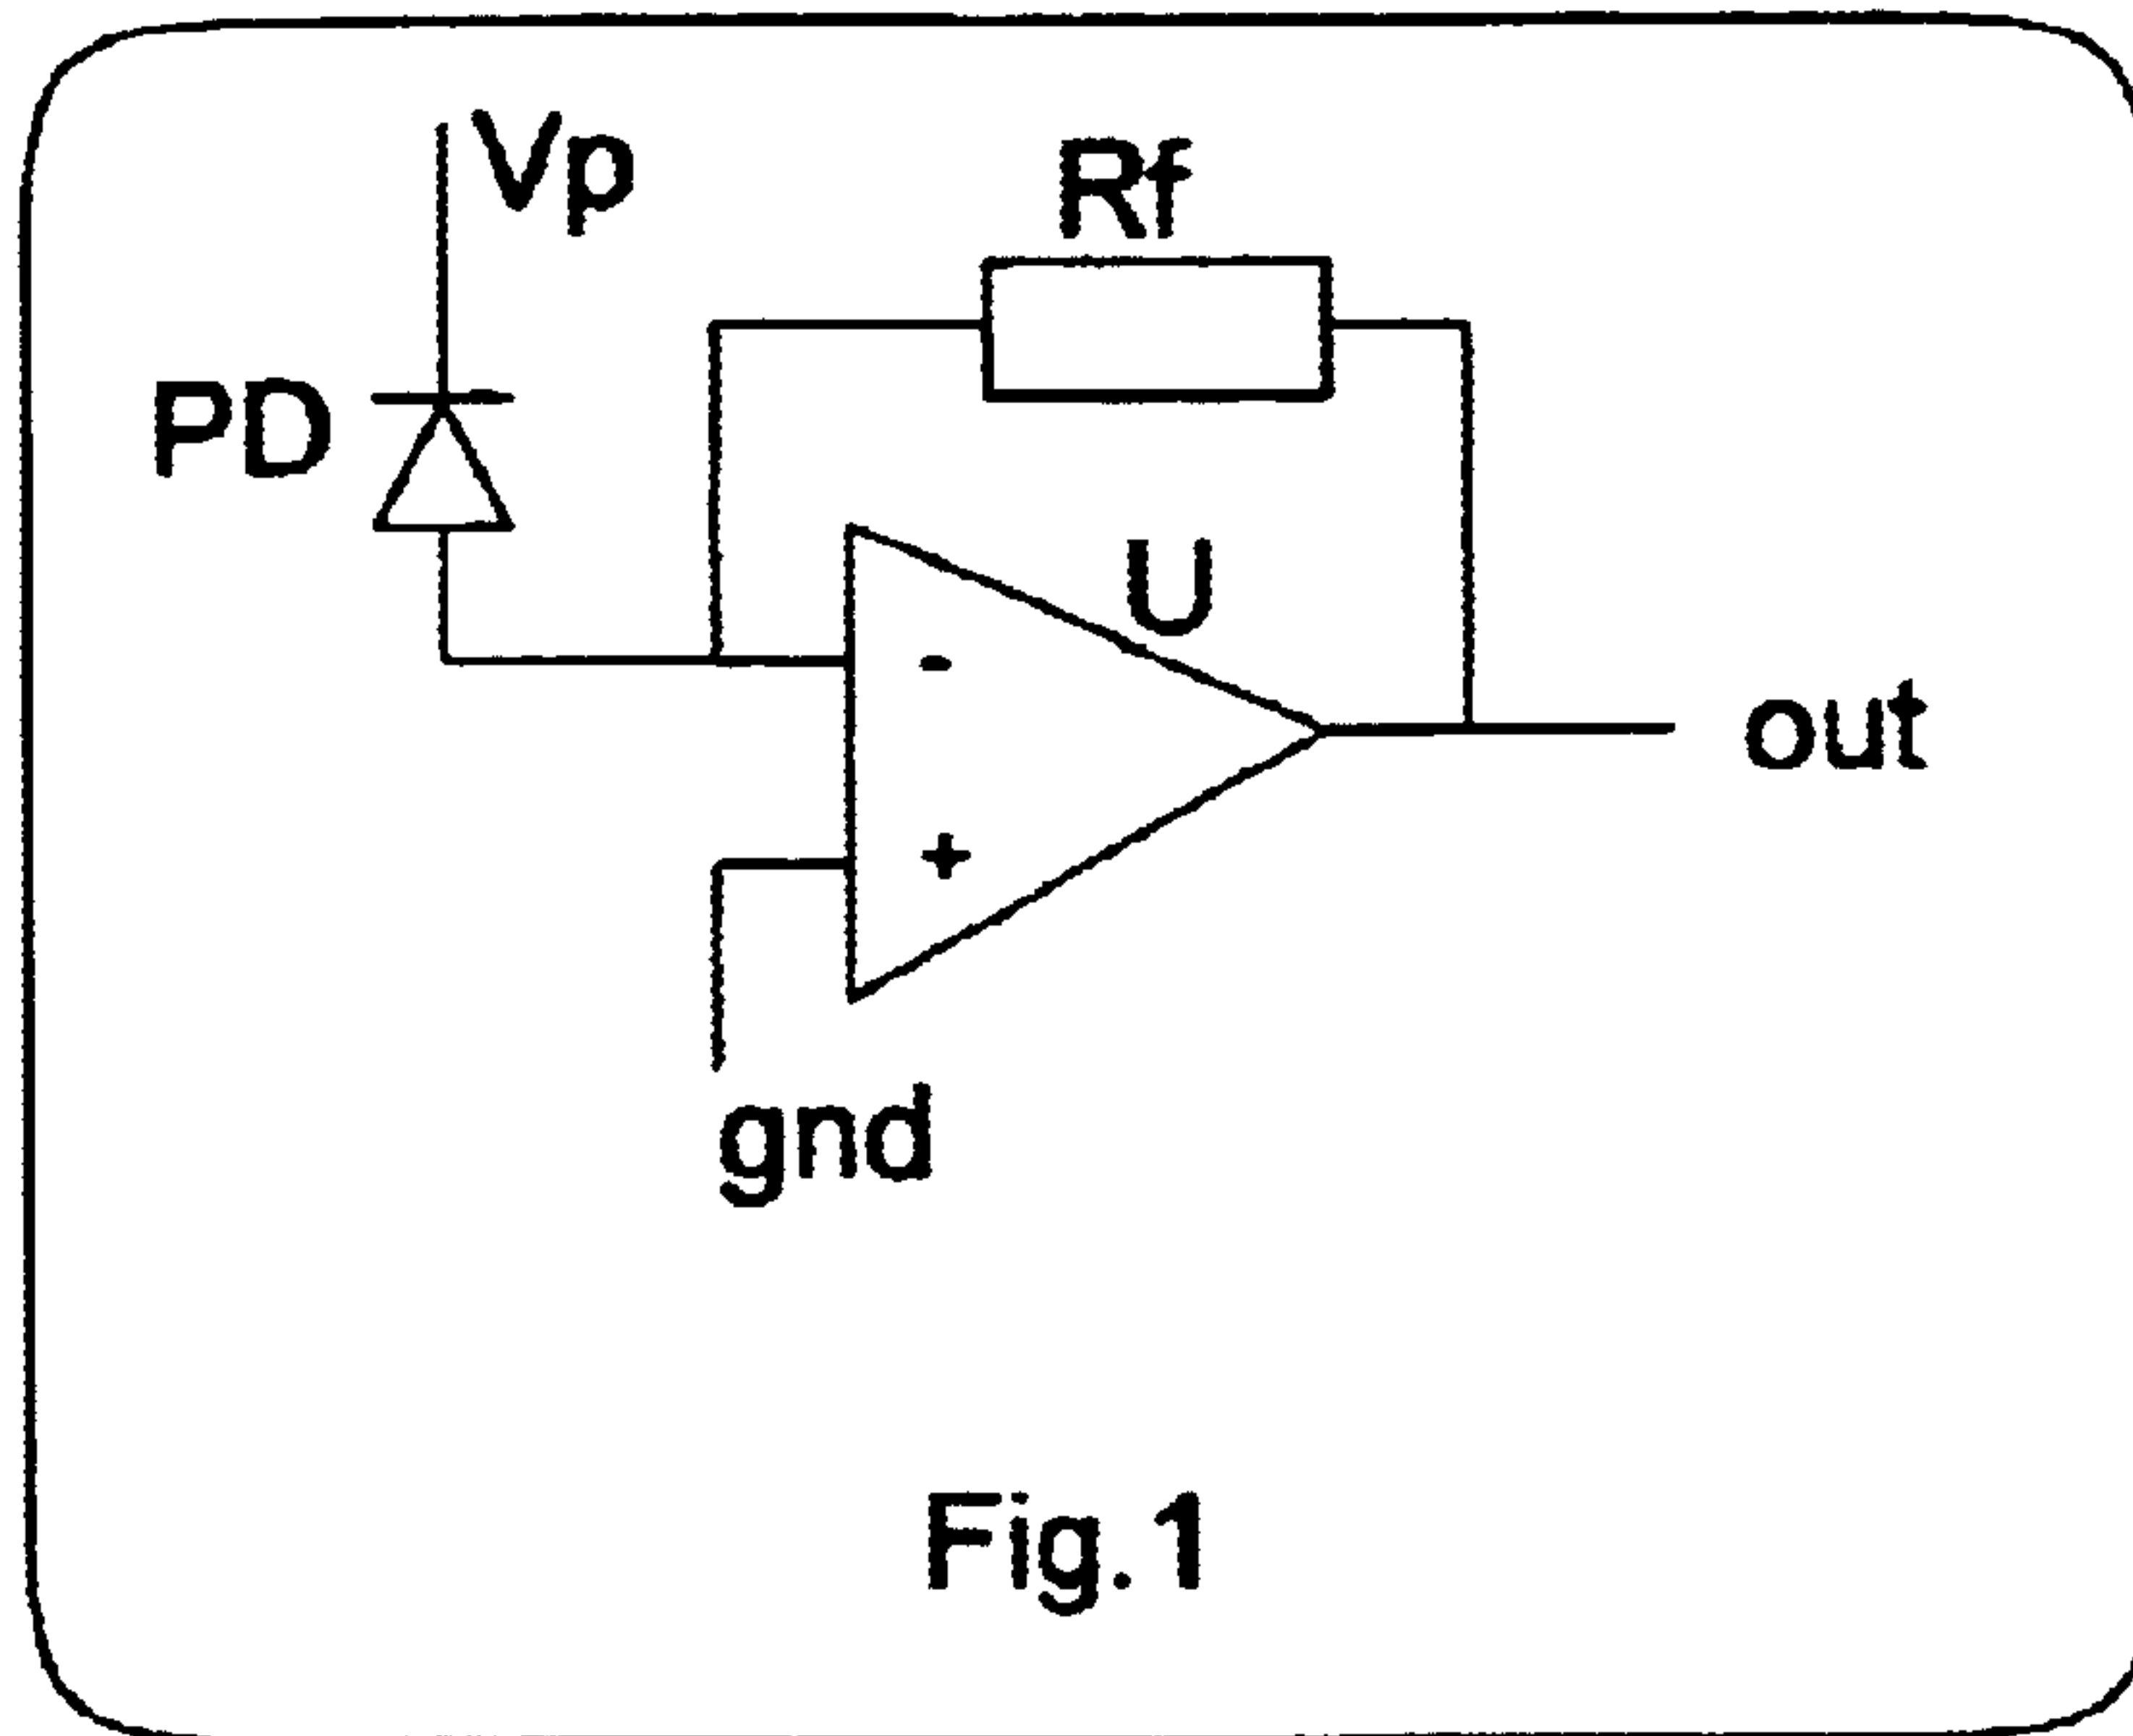 Vp
Rf
PD
U
-
out
+
gnd
Fig.1